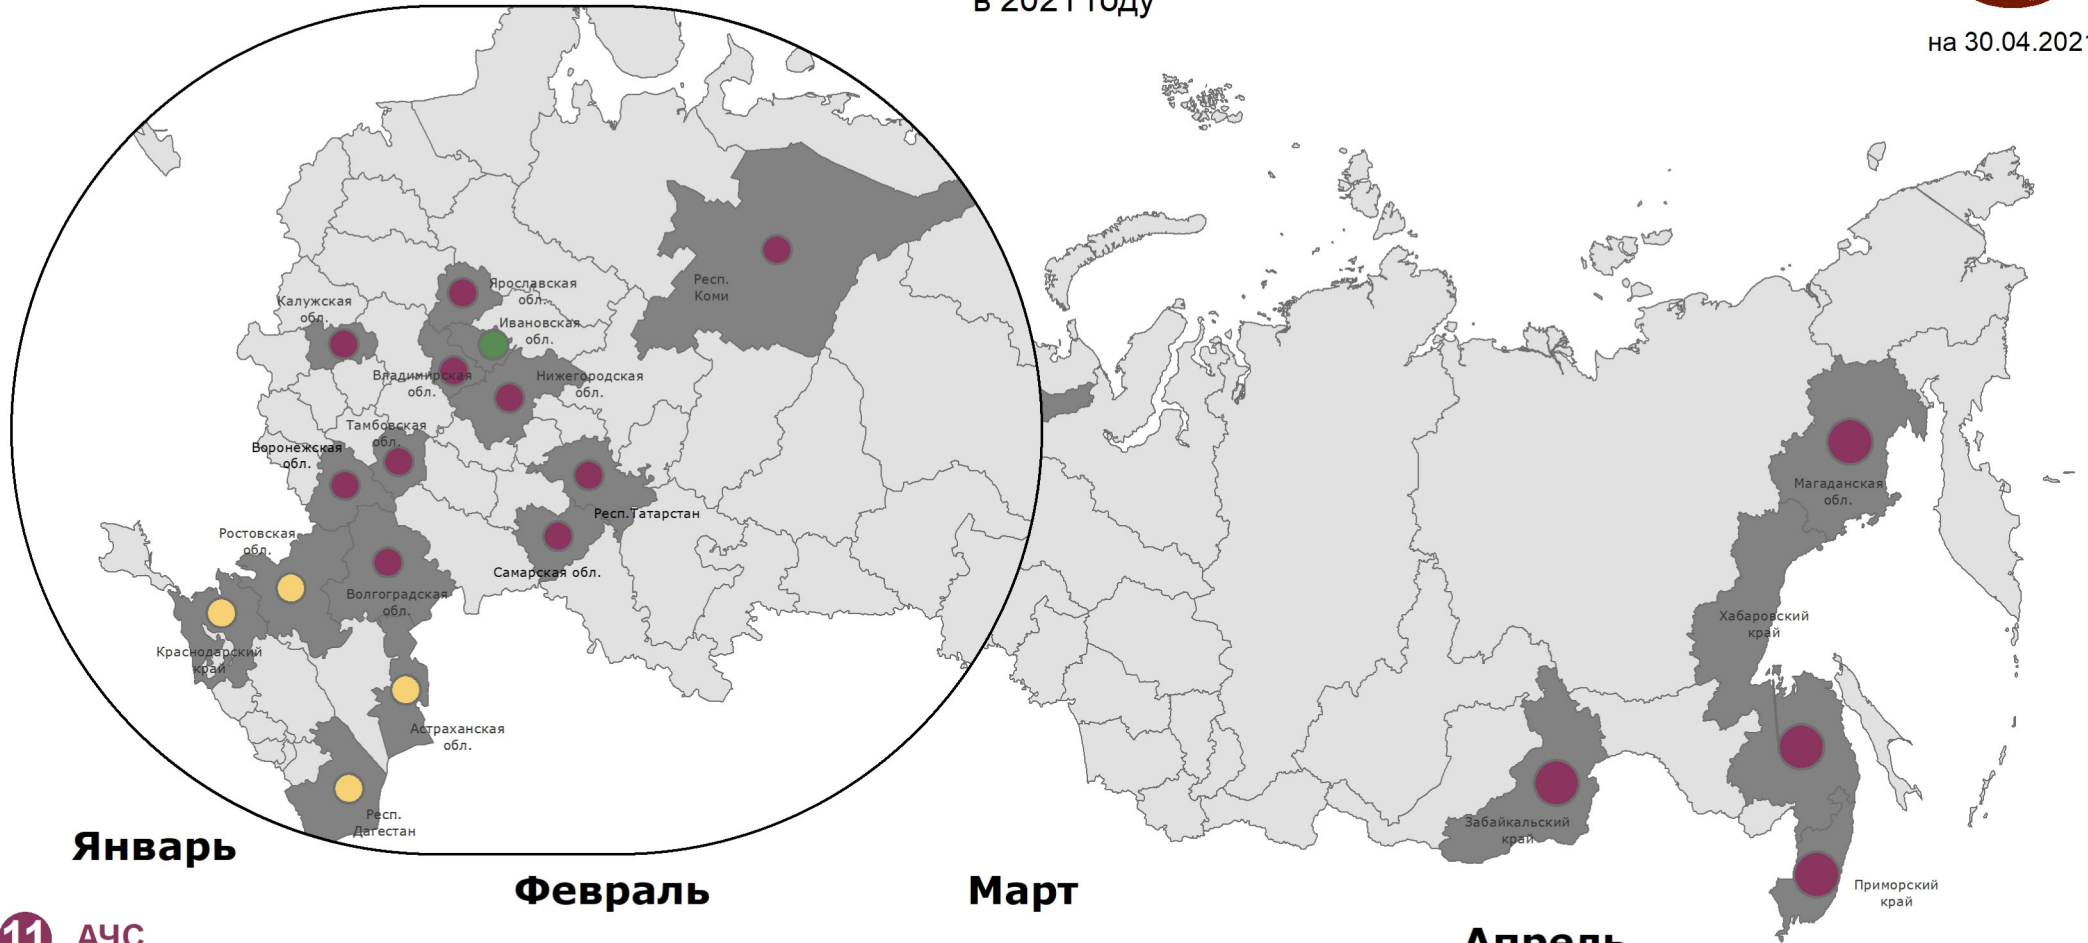 в 2021 году
на 30.04.2021
Респ.
Коми
Ярославская
обл.
Калужская
обл.
Ивановская
обл.
Владимирская
обл.
Нижегородская
обл.
Тамбовская
обл.
Воронежская
обл.
Респ.Татарстан
Самарская обл.
Ростовская
обл.
Волгоградская
обл.
Краснодарский
край
Астраханская
обл.
Респ.
Дагестан
Магаданская
обл.
Хабаровский
край
Забайкальский
край
Приморский
край
Январь
Февраль
Март
Апрель
11 АЧС